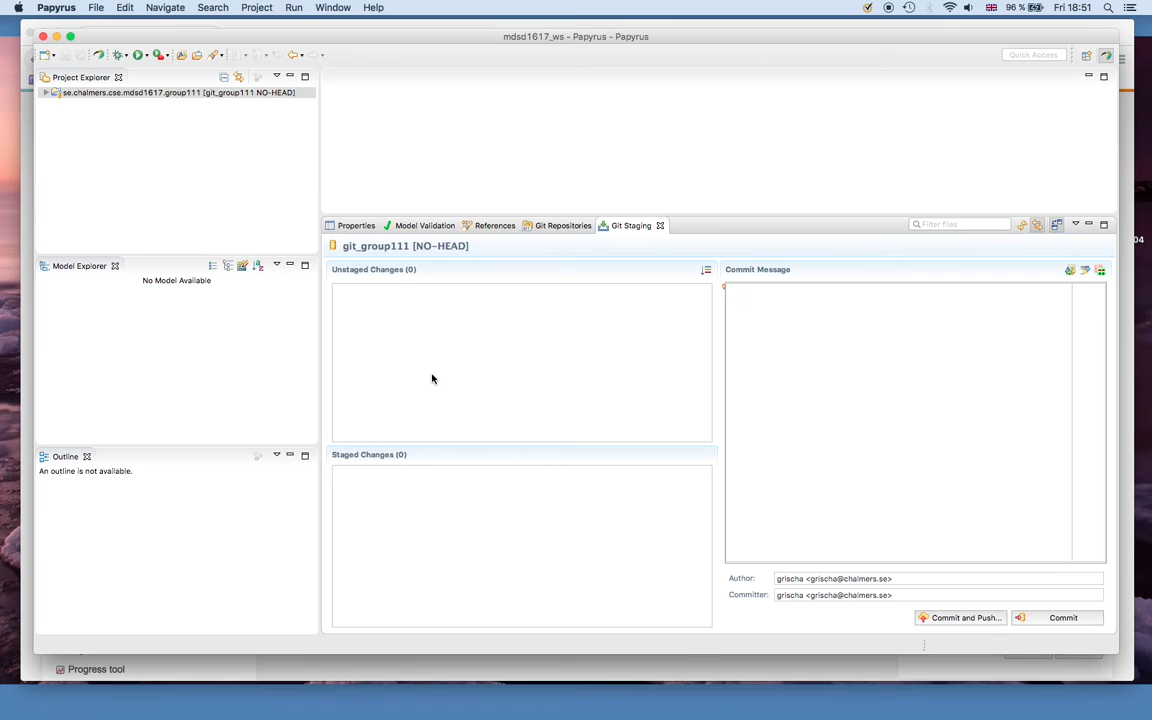 Papyrus File Edit Navigate Search Project Run Window Help 96 % Fri 18:51
mdsd1617_ws - Papyrus - Papyrus
Quick Access
Project Explorer
se.chalmers.cse.mdsd1617.group111 [git_group111 NO-HEAD]
Properties Model Validation References Git Repositories Git Staging Filter files
git_group111 [NO-HEAD]
Unstaged Changes (0) Commit Message
Model Explorer
No Model Available
Staged Changes (0)
Outline
An outline is not available.
Author: grischa <grischa@chalmers.se>
Committer: grischa <grischa@chalmers.se>
Commit and Push... Commit
Progress tool
04